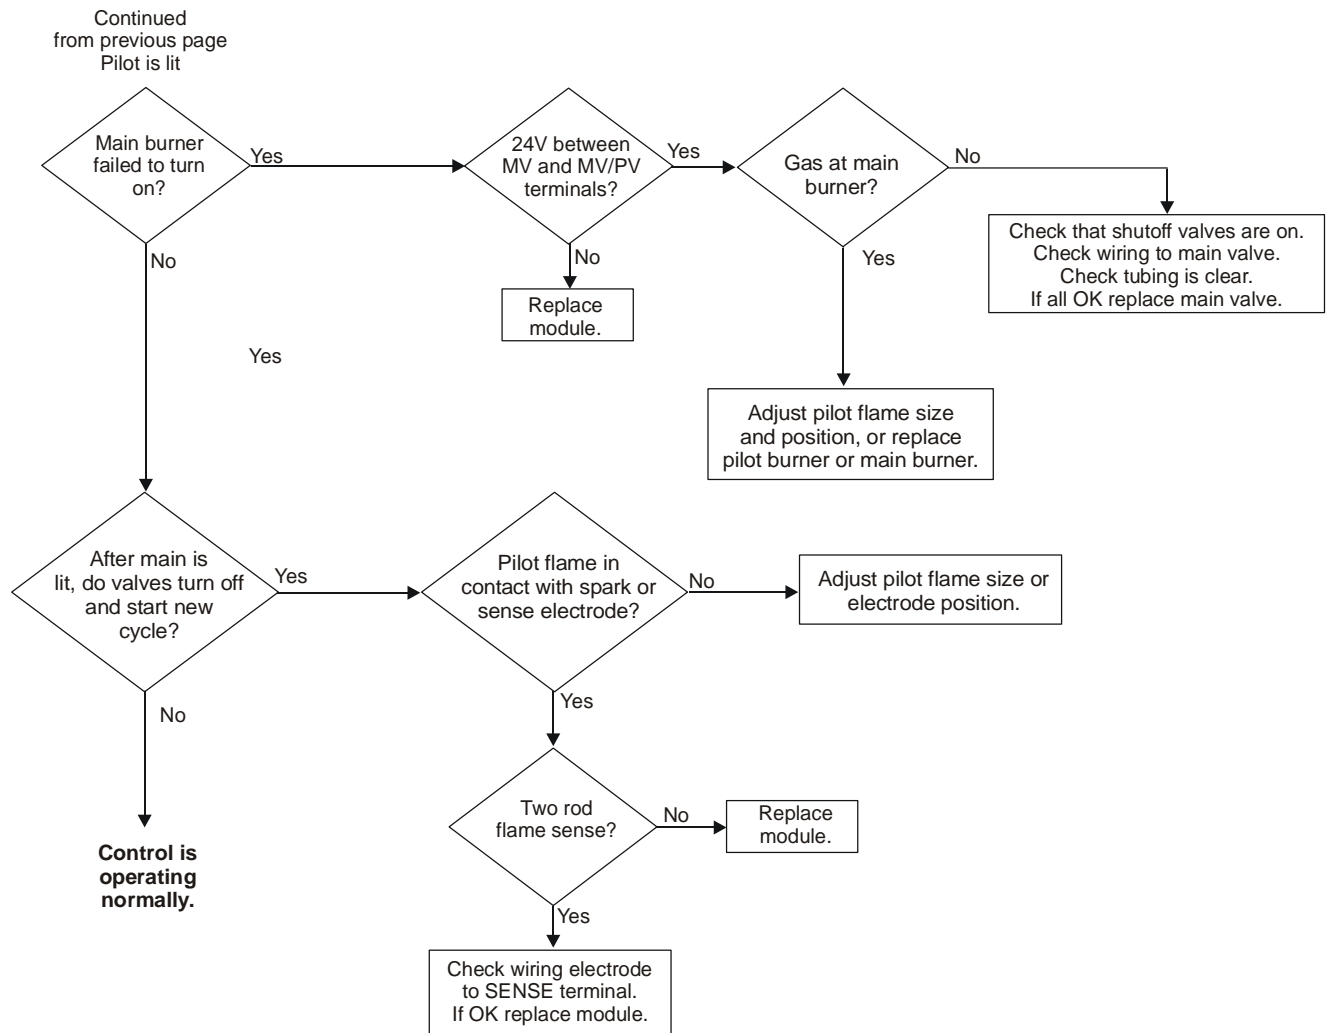 Continued
from previous page
Pilot is lit
Main burner
failed to turn
on?
Yes
24V between
MV and MV/PV
terminals?
Yes
Gas at main
burner?
No
Check that shutoff valves are on.
Check wiring to main valve.
Check tubing is clear.
If all OK replace main valve.
No
No
Replace
module.
Yes
Yes
Adjust pilot flame size
and position, or replace
pilot burner or main burner.
After main is
lit, do valves turn off
and start new
cycle?
Yes
Pilot flame in
contact with spark or
sense electrode?
No
Adjust pilot flame size or
electrode position.
No
Yes
Control is
operating
normally.
Two rod
flame sense?
No
Replace
module.
Yes
Check wiring electrode
to SENSE terminal.
If OK replace module.